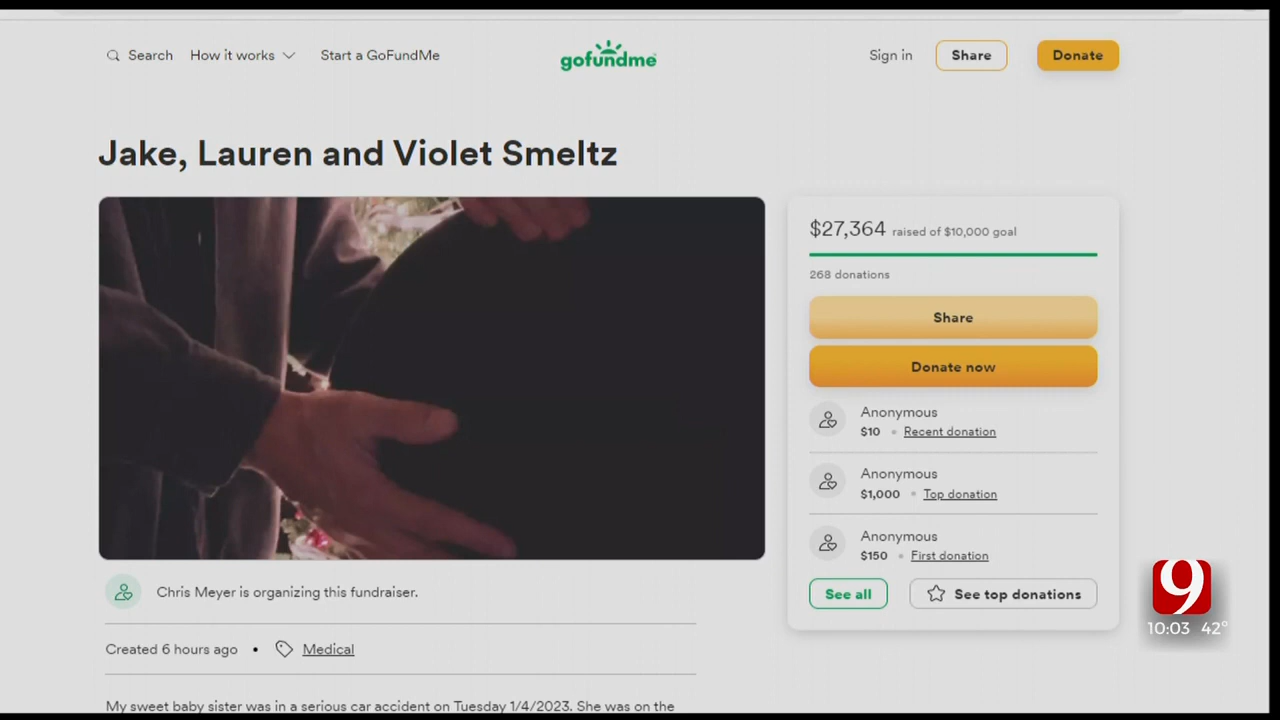 Search How it works Start a GoFundMe gofundme Sign in Share Donate
Jake, Lauren and Violet Smeltz
$27,364 raised of $10,000 goal
268 donations
Share
Donate now
Anonymous
$10 • Recent donation
Anonymous
$1,000 • Top donation
Anonymous
$150 • First donation
See all See top donations
Chris Meyer is organizing this fundraiser.
Created 6 hours ago • Medical
My sweet baby sister was in a serious car accident on Tuesday 1/4/2023. She was on the
9
10:03 42°